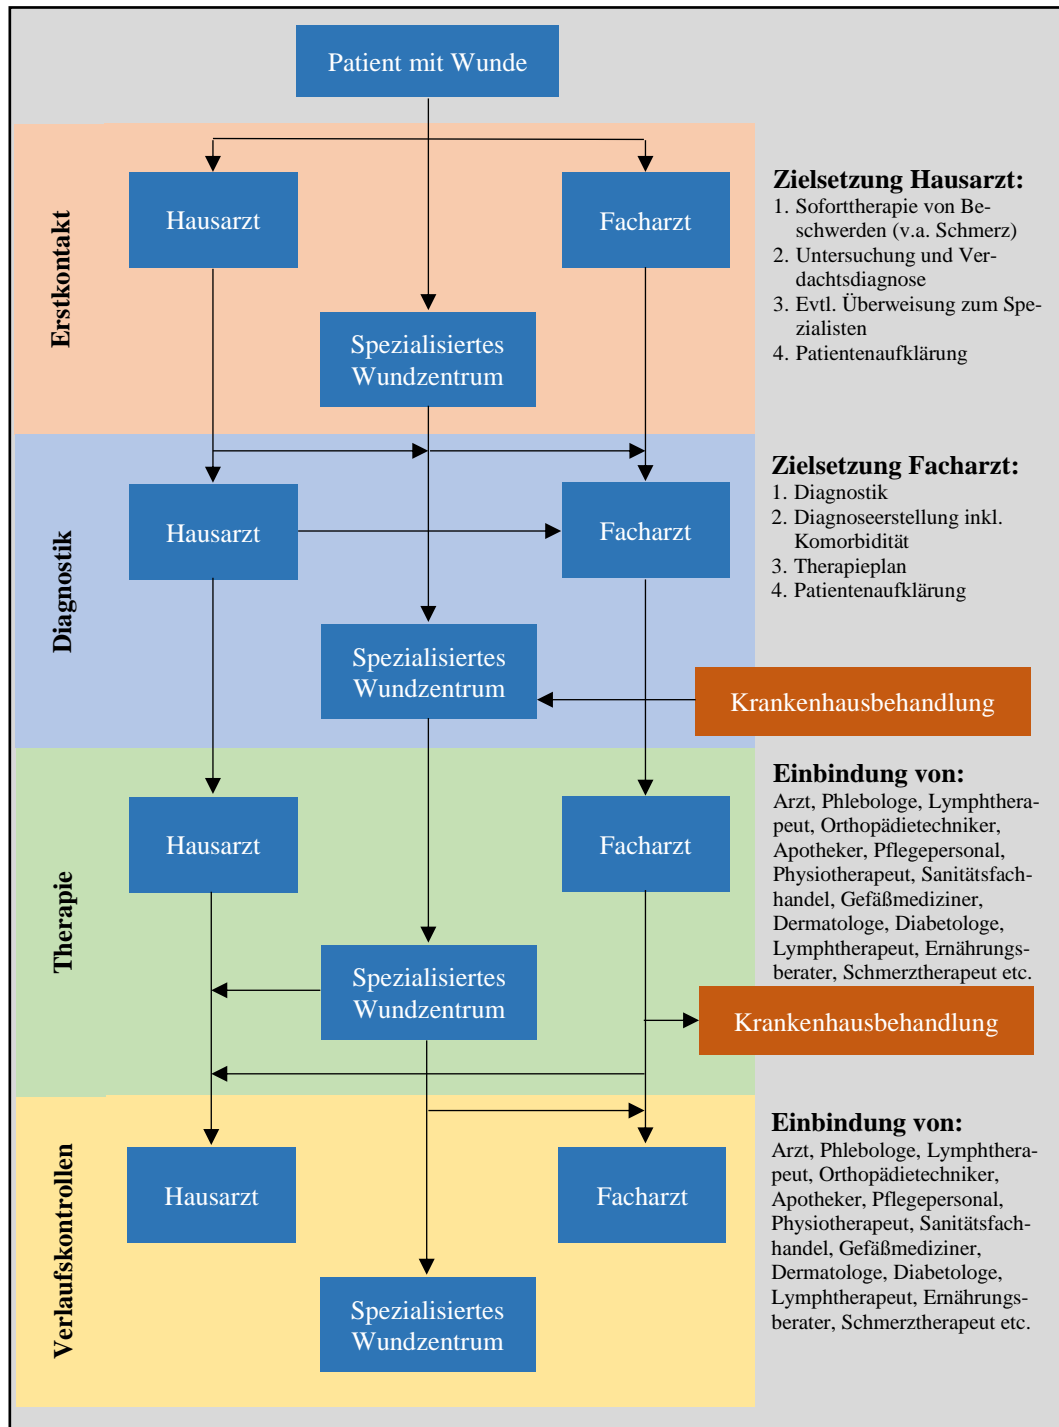 Patient mit Wunde
Erstkontakt
Hausarzt
Facharzt
Spezialisiertes
Wundzentrum
Zielsetzung Hausarzt:
1. Soforttherapie von Be-
schwerden (v.a. Schmerz)
2. Untersuchung und Ver-
dachtsdiagnose
3. Evtl. Überweisung zum Spe-
zialisten
4. Patientenaufklärung
Diagnostik
Hausarzt
Facharzt
Spezialisiertes
Wundzentrum
Zielsetzung Facharzt:
1. Diagnostik
2. Diagnoseerstellung inkl.
Komorbidität
3. Therapieplan
4. Patientenaufklärung
Krankenhausbehandlung
Therapie
Hausarzt
Facharzt
Spezialisiertes
Wundzentrum
Einbindung von:
Arzt, Phlebologe, Lymphthera-
peut, Orthopädietechniker,
Apotheker, Pflegepersonal,
Physiotherapeut, Sanitätsfach-
handel, Gefäßmediziner,
Dermatologe, Diabetologe,
Lymphtherapeut, Ernährungs-
berater, Schmerztherapeut etc.
Krankenhausbehandlung
Verlaufskontrollen
Hausarzt
Facharzt
Spezialisiertes
Wundzentrum
Einbindung von:
Arzt, Phlebologe, Lymphthera-
peut, Orthopädietechniker,
Apotheker, Pflegepersonal,
Physiotherapeut, Sanitätsfach-
handel, Gefäßmediziner,
Dermatologe, Diabetologe,
Lymphtherapeut, Ernährungs-
berater, Schmerztherapeut etc.